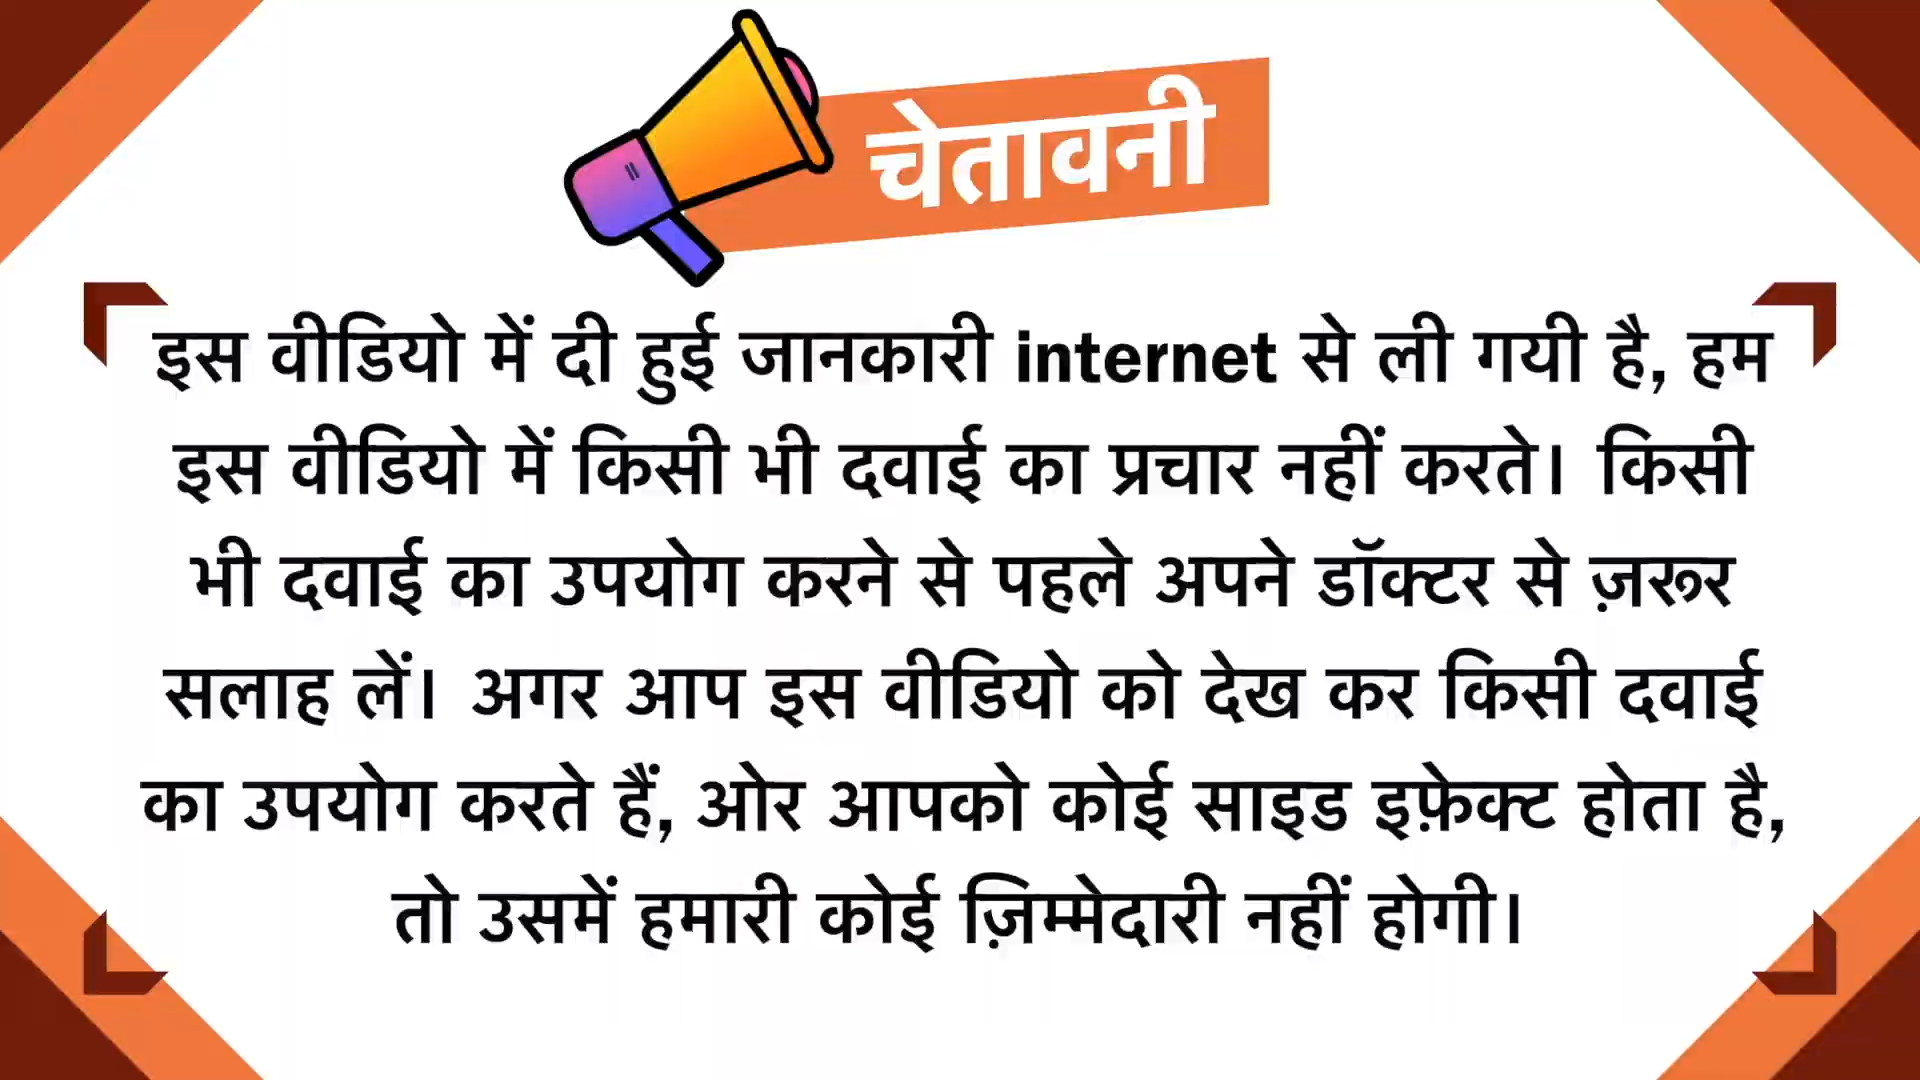 चेतावनी
इस वीडियो में दी हुई जानकारी internet से ली गयी है, हम
इस वीडियो में किसी भी दवाई का प्रचार नहीं करते। किसी
भी दवाई का उपयोग करने से पहले अपने डॉक्टर से ज़रूर
सलाह लें। अगर आप इस वीडियो को देख कर किसी दवाई
का उपयोग करते हैं, ओर आपको कोई साइड इफ़ेक्ट होता है,
तो उसमें हमारी कोई ज़िम्मेदारी नहीं होगी।